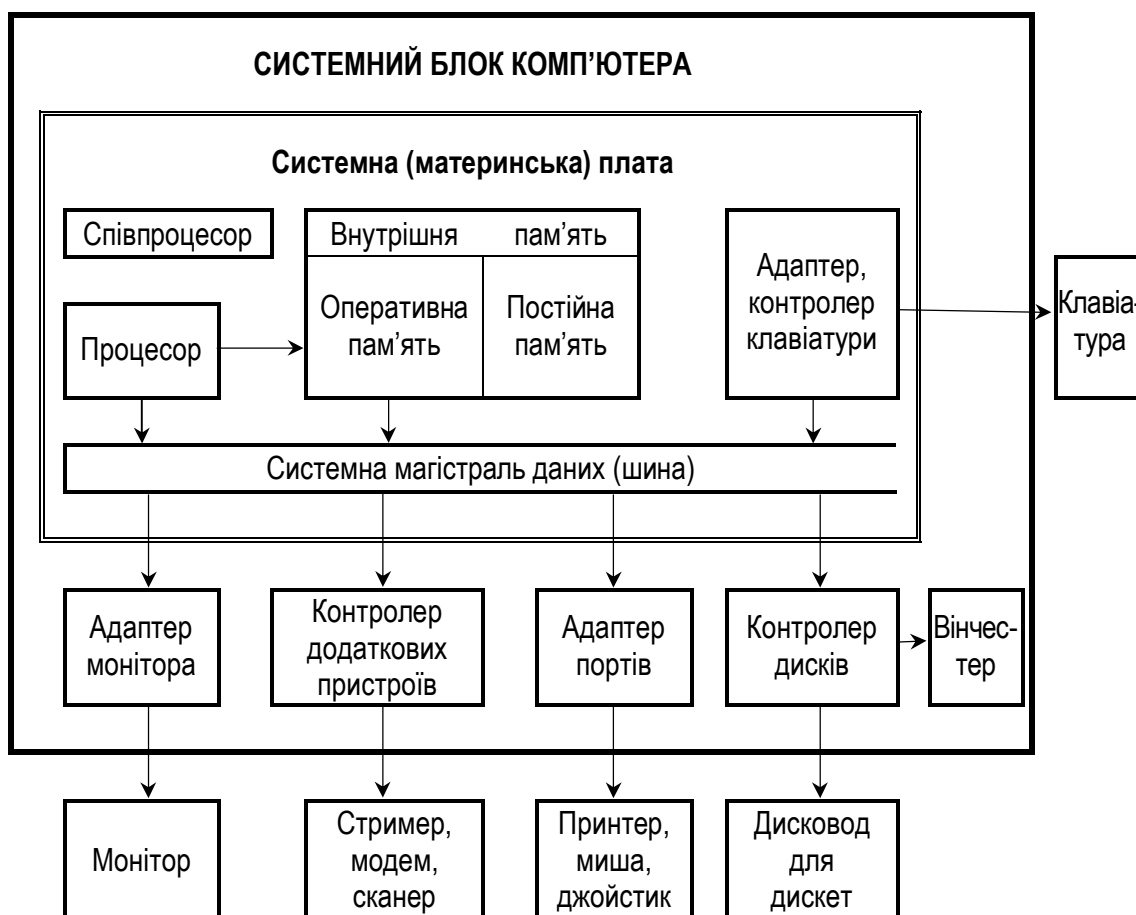 СИСТЕМНИЙ БЛОК КОМП’ЮТЕРА
Системна (материнська) плата
Співпроцесор
Внутрішня пам’ять
Оперативна
пам’ять
Постійна
пам’ять
Процесор
Адаптер,
контролер
клавіатури
Клавіа-
тура
Системна магістраль даних (шина)
Адаптер
монітора
Контролер
додаткових
пристроїв
Адаптер
портів
Контролер
дисків
Вінчес-
тер
Монітор
Стример,
модем,
сканер
Принтер,
миша,
джойстик
Дисковод
для
дискет